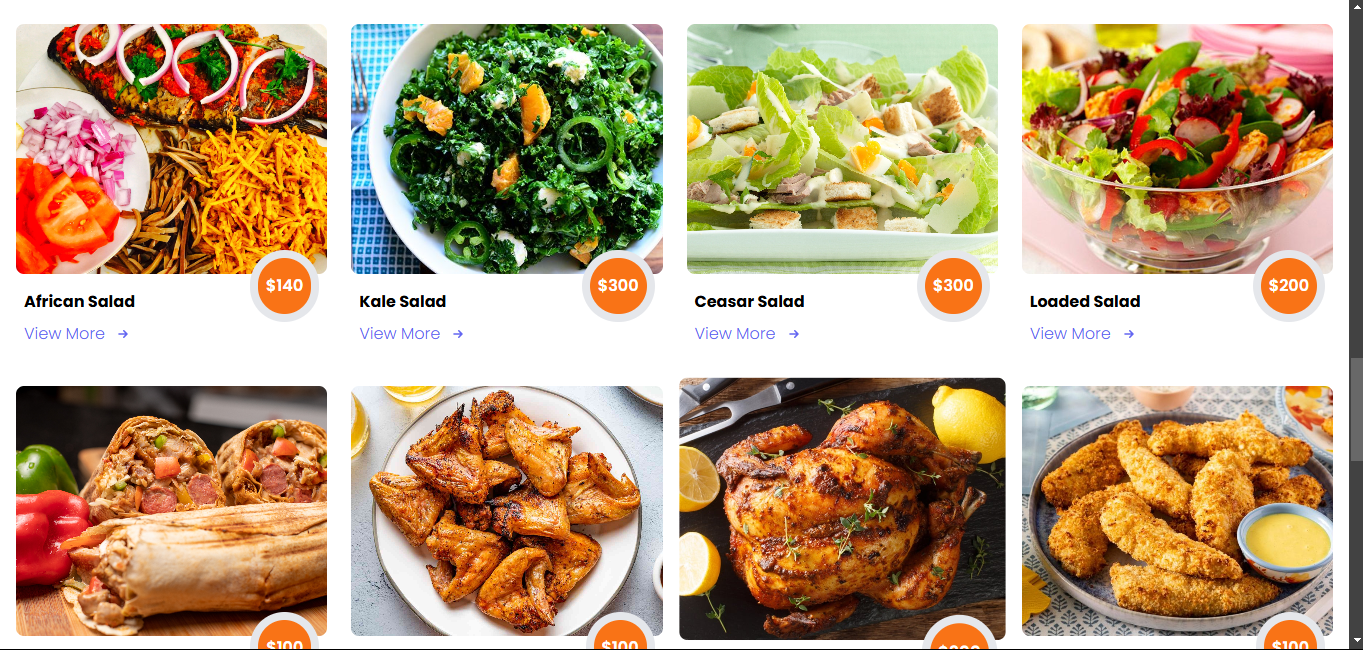 $140
$300
$300
$200
African Salad
Kale Salad
Ceasar Salad
Loaded Salad
View More →
View More →
View More →
View More →
$100
$100
$100